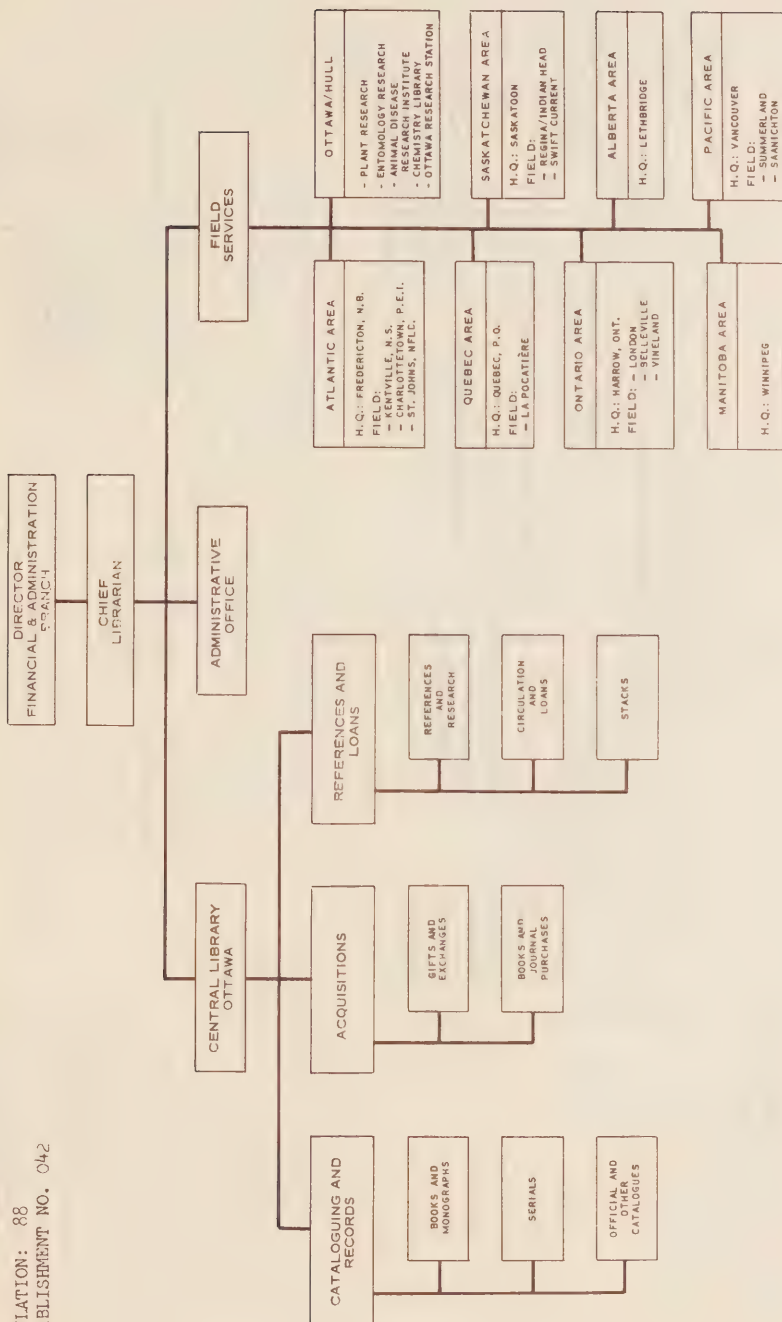 LATION: 88
BLISHMENT NO. 042
DIRECTOR
FINANCIAL & ADMINISTRATION
BRANCH
CHIEF
LIBRARIAN
CENTRAL LIBRARY
OTTAWA
ADMINISTRATIVE
OFFICE
FIELD
SERVICES
CATALOGUING AND
RECORDS
BOOKS AND
MONOGRAPHS
SERIALS
OFFICIAL AND
OTHER
CATALOGUES
ACQUISITIONS
GIFTS AND
EXCHANGES
BOOKS AND
JOURNAL
PURCHASES
REFERENCES AND
LOANS
REFERENCES
AND
RESEARCH
CIRCULATION
AND
LOANS
STACKS
ATLANTIC AREA
H.Q.: FREDERICTON, N.B.
FIELD:
- KENTVILLE, N.S.
- CHARLOTTETOWN, P.E.I.
- ST. JOHNS, NFLD.
OTTAWA/HULL
- PLANT RESEARCH
- ENTOMOLOGY RESEARCH
- ANIMAL DISEASE
RESEARCH INSTITUTE
- CHEMISTRY LIBRARY
- OTTAWA RESEARCH STATION
QUEBEC AREA
H.Q.: QUEBEC, P.Q.
FIELD:
- LA POCATIÈRE
SASKATCHEWAN AREA
H.Q.: SASKATOON
FIELD:
- REGINA/INDIAN HEAD
- SWIFT CURRENT
ONTARIO AREA
H.Q.: HARROW, ONT.
FIELD: - LONDON
- BELLEVILLE
- VINELAND
ALBERTA AREA
H.Q.: LETHBRIDGE
MANITOBA AREA
H.Q.: WINNIPEG
PACIFIC AREA
H.Q.: VANCOUVER
FIELD:
- SUMMERLAND
- SAANICHTON